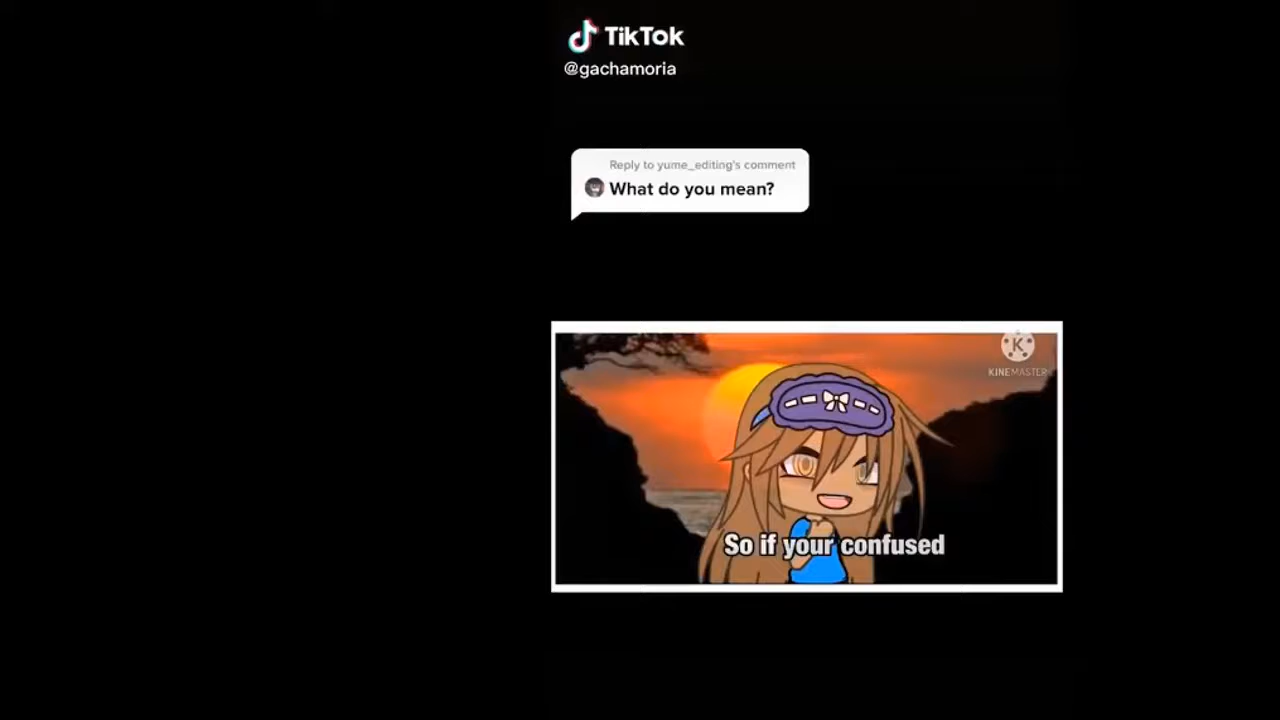 TikTok
@gachamoria
Reply to yume_editing's comment
What do you mean?
KINEMASTER
So if your confused